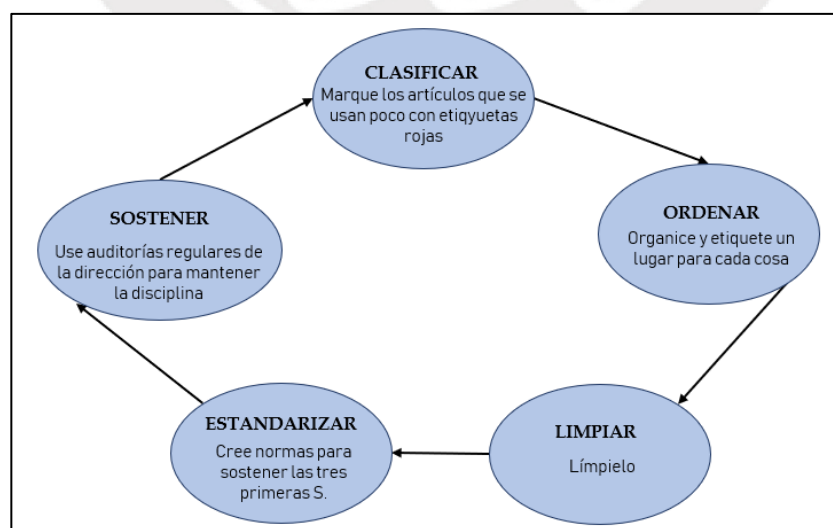 CLASIFICAR
Marque los artículos que se
usan poco con etiqyuetas
rojas
ORDENAR
Organice y etiquete un
lugar para cada cosa
LIMPIAR
Límpielo
ESTANDARIZAR
Cree normas para
sostener las tres
primeras S.
SOSTENER
Use auditorías regulares de
la dirección para mantener
la disciplina